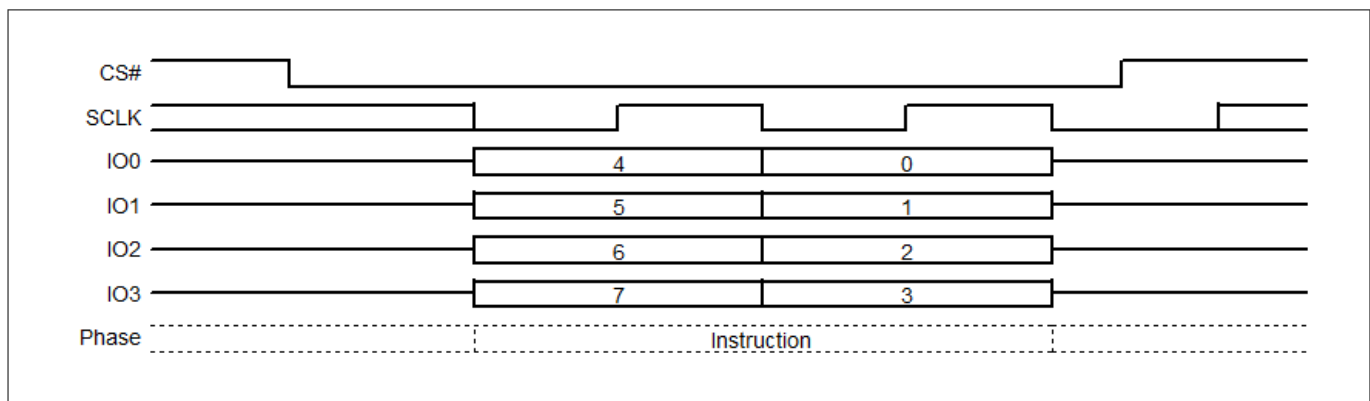 CS#
SCLK
IO0 4 0
IO1 5 1
IO2 6 2
IO3 7 3
Phase Instruction